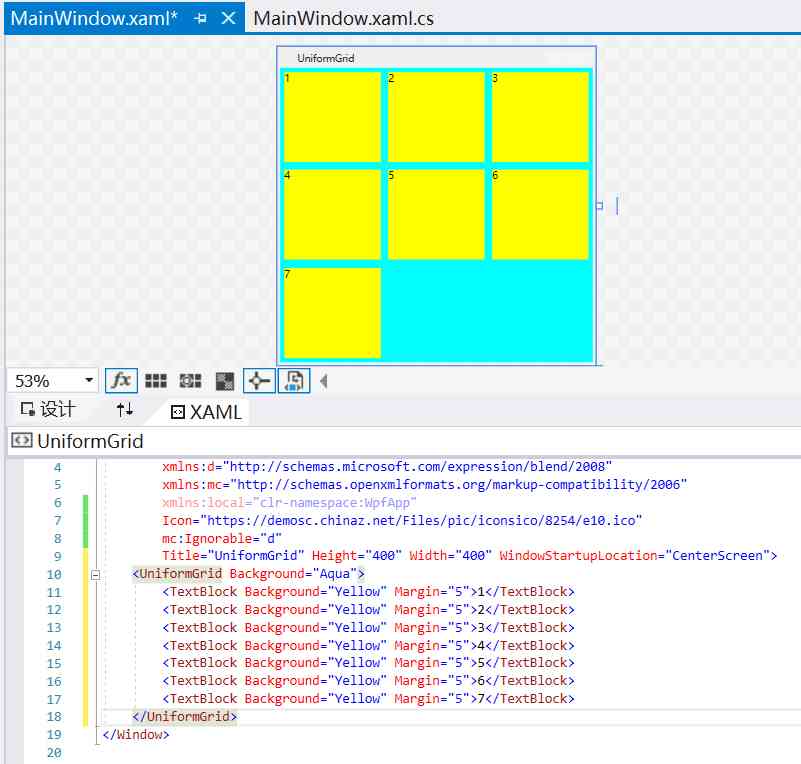 MainWindow.xaml* MainWindow.xaml.cs
UniformGrid
1 2 3
4 5 6
7
53% fx
设计 XAML
UniformGrid
4 xmlns:d="http://schemas.microsoft.com/expression/blend/2008"
5 xmlns:mc="http://schemas.openxmlformats.org/markup-compatibility/2006"
6 xmlns:local="clr-namespace:WpfApp"
7 Icon="https://demosc.chinaz.net/Files/pic/iconsico/8254/e10.ico"
8 mc:Ignorable="d"
9 Title="UniformGrid" Height="400" Width="400" WindowStartupLocation="CenterScreen">
10 <UniformGrid Background="Aqua">
11 <TextBlock Background="Yellow" Margin="5">1</TextBlock>
12 <TextBlock Background="Yellow" Margin="5">2</TextBlock>
13 <TextBlock Background="Yellow" Margin="5">3</TextBlock>
14 <TextBlock Background="Yellow" Margin="5">4</TextBlock>
15 <TextBlock Background="Yellow" Margin="5">5</TextBlock>
16 <TextBlock Background="Yellow" Margin="5">6</TextBlock>
17 <TextBlock Background="Yellow" Margin="5">7</TextBlock>
18 </UniformGrid>
19 </Window>
20